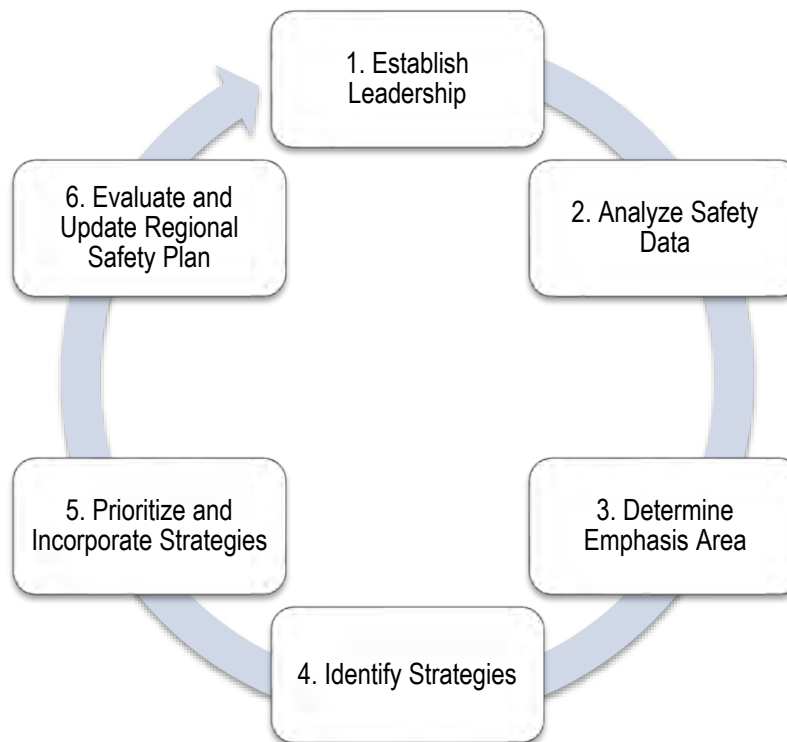 1. Establish
Leadership
2. Analyze Safety
Data
3. Determine
Emphasis Area
4. Identify Strategies
5. Prioritize and
Incorporate Strategies
6. Evaluate and
Update Regional
Safety Plan